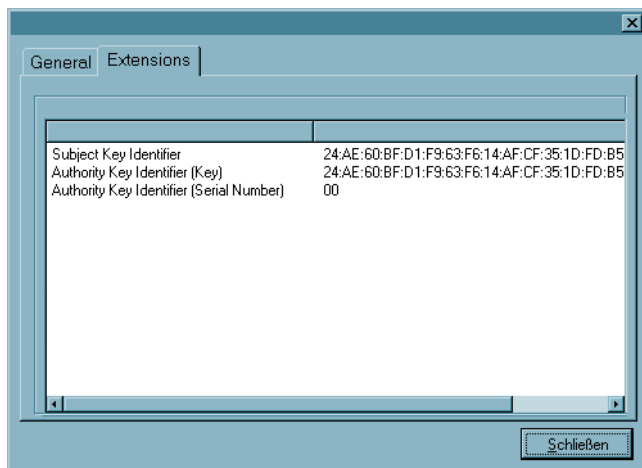 General Extensions
Subject Key Identifier 24:AE:60:BF:D1:F9:63:F6:14:AF:CF:35:1D:FD:B5
Authority Key Identifier (Key) 24:AE:60:BF:D1:F9:63:F6:14:AF:CF:35:1D:FD:B5
Authority Key Identifier (Serial Number) 00
Schließen